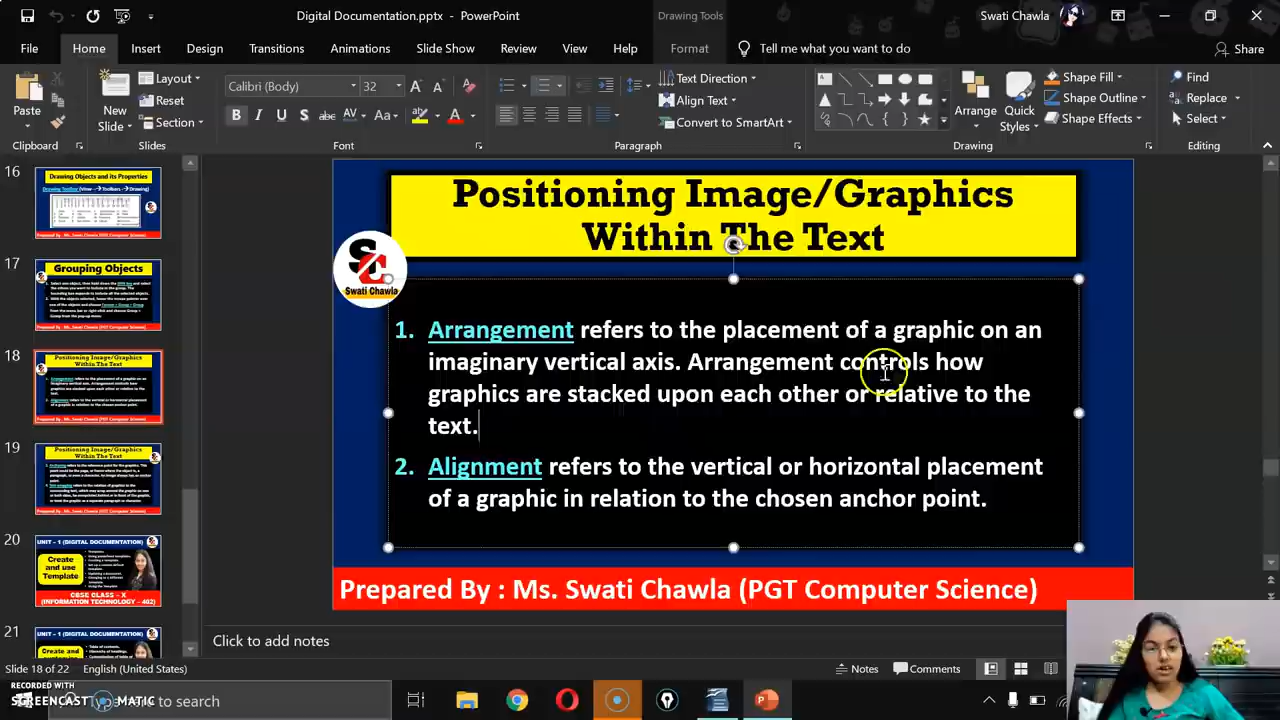 Digital Documentation.pptx - PowerPoint
Drawing Tools
Swati Chawla
File Home Insert Design Transitions Animations Slide Show Review View Help Format Tell me what you want to do Share
Paste
New Slide
Layout
Reset
Section
Calibri (Body) 32
Text Direction
Align Text
Convert to SmartArt
Arrange
Quick Styles
Shape Fill
Shape Outline
Shape Effects
Find
Replace
Select
Clipboard Slides Font Paragraph Drawing Editing
16
Drawing Objects and its Properties
17
Grouping Objects
18
Positioning Image/Graphics
Within The Text
19
Positioning Image/Graphics
Within The Text
20
UNIT - 1 (DIGITAL DOCUMENTATION)
Create
and use
Template
CBSE CLASS - X
(INFORMATION TECHNOLOGY - 402)
21
UNIT - 1 (DIGITAL DOCUMENTATION)
Positioning Image/Graphics
Within The Text
Swati Chawla
1. Arrangement refers to the placement of a graphic on an
imaginary vertical axis. Arrangement controls how
graphics are stacked upon each other or relative to the
text.
2. Alignment refers to the vertical or horizontal placement
of a graphic in relation to the chosen anchor point.
Prepared By : Ms. Swati Chawla (PGT Computer Science)
Click to add notes
Slide 18 of 22 English (United States) Notes Comments
RECORDED WITH
SCREENCAST MATIC
to search